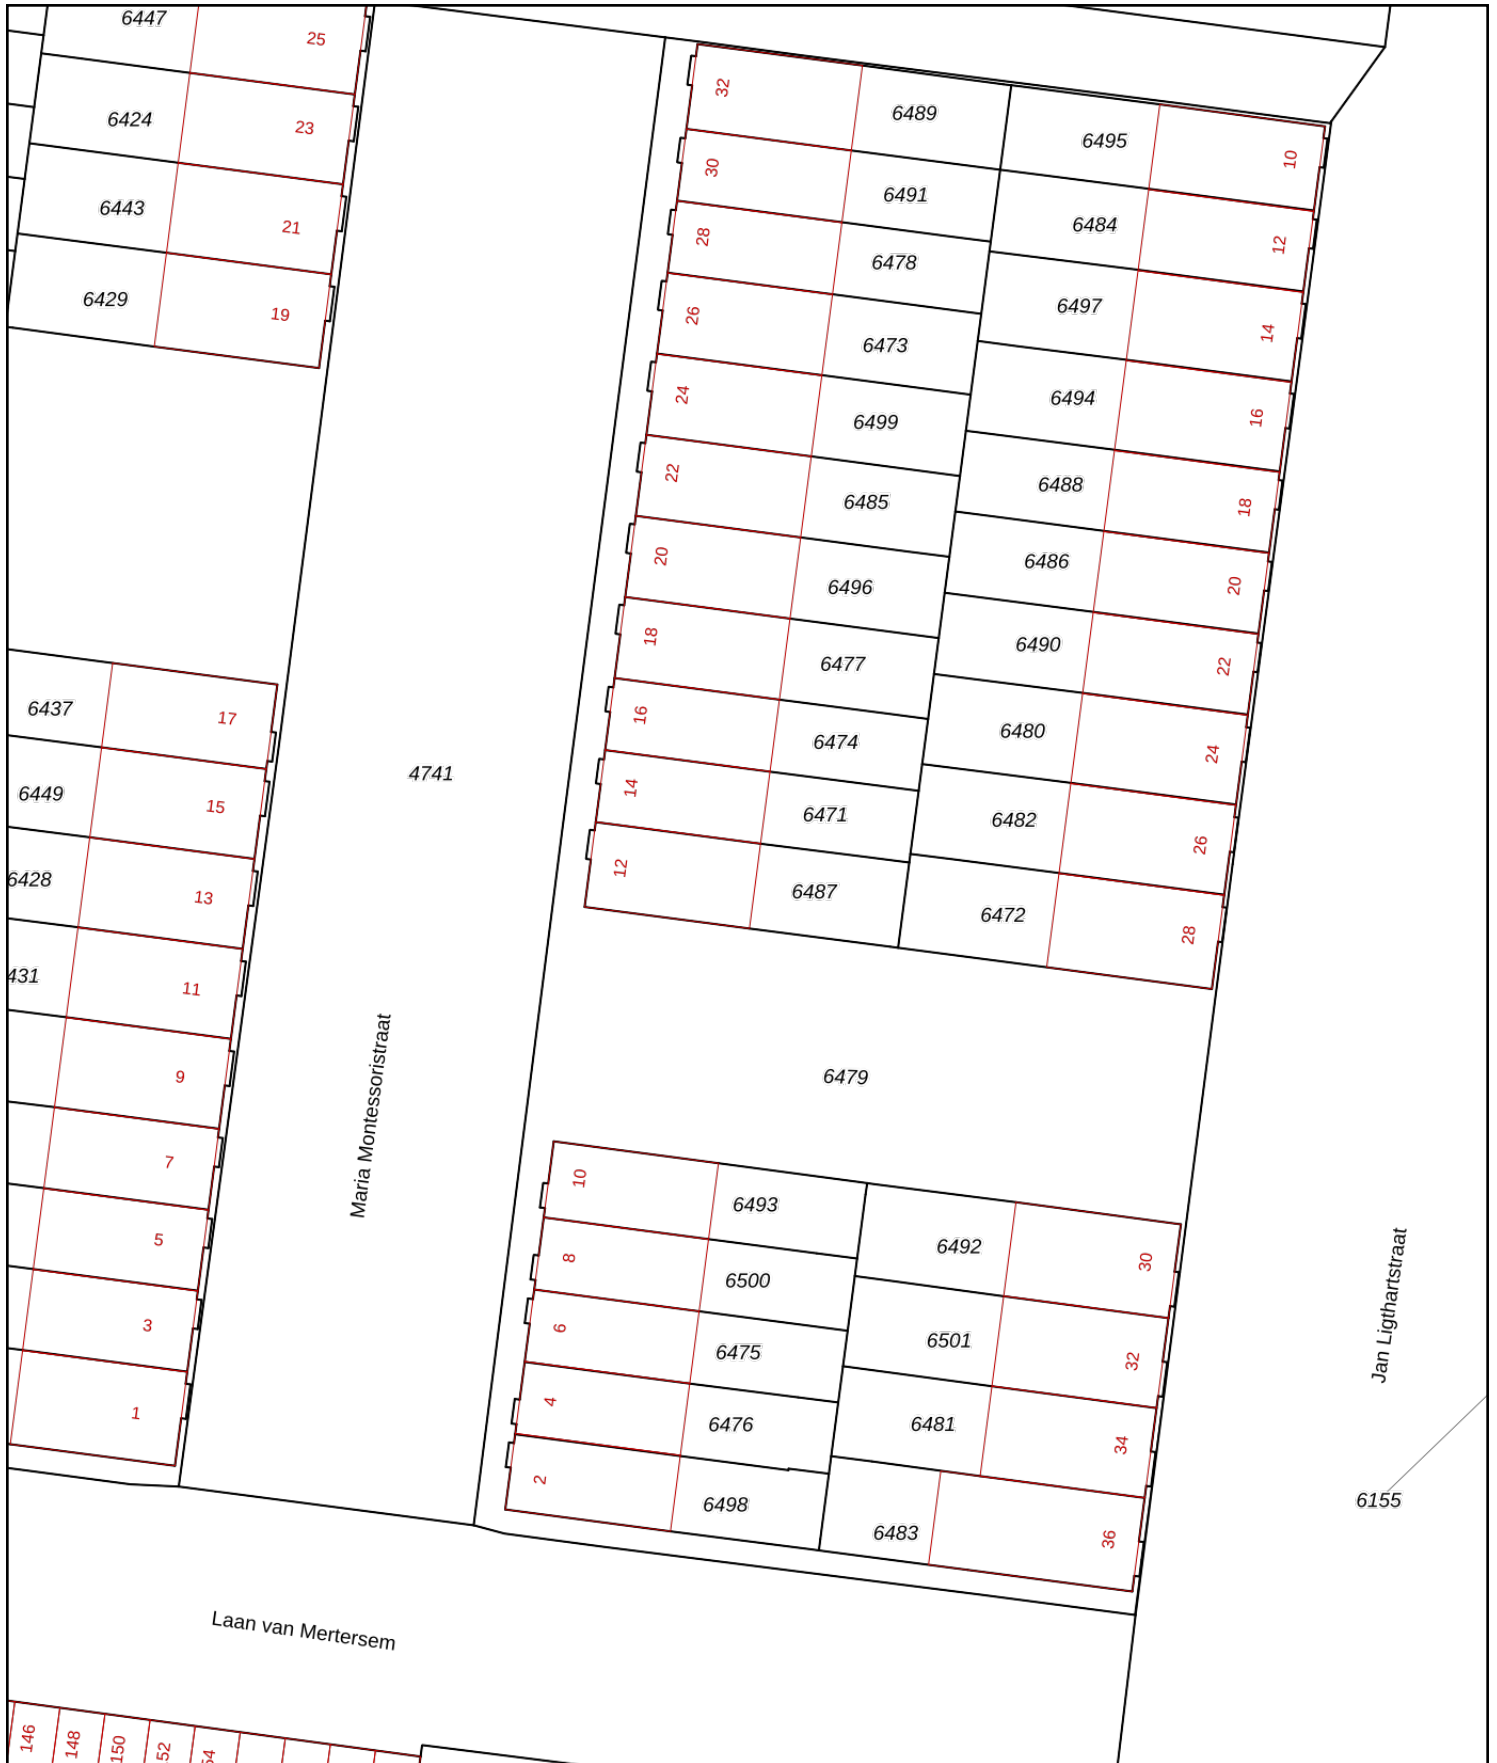 6447 25
6424 23
6443 21
6429 19
32 6489 6495 10
30 6491 6484 12
28 6478 6497 14
26 6473 6494 16
24 6499 6488 18
22 6485 6486 20
20 6496 6490 22
18 6477 6480 24
16 6474 6482 26
14 6471 6472 28
12 6487
6437 17
6449 15
6428 13
431 11
9
7
5
3
1
4741
Maria Montessoristraat
6479
10 6493 6492 30
8 6500 6501 32
6 6475 6481 34
4 6476 6483 36
2 6498
Jan Ligthartstraat
6155
Laan van Mertersem
146 148 150 52 54